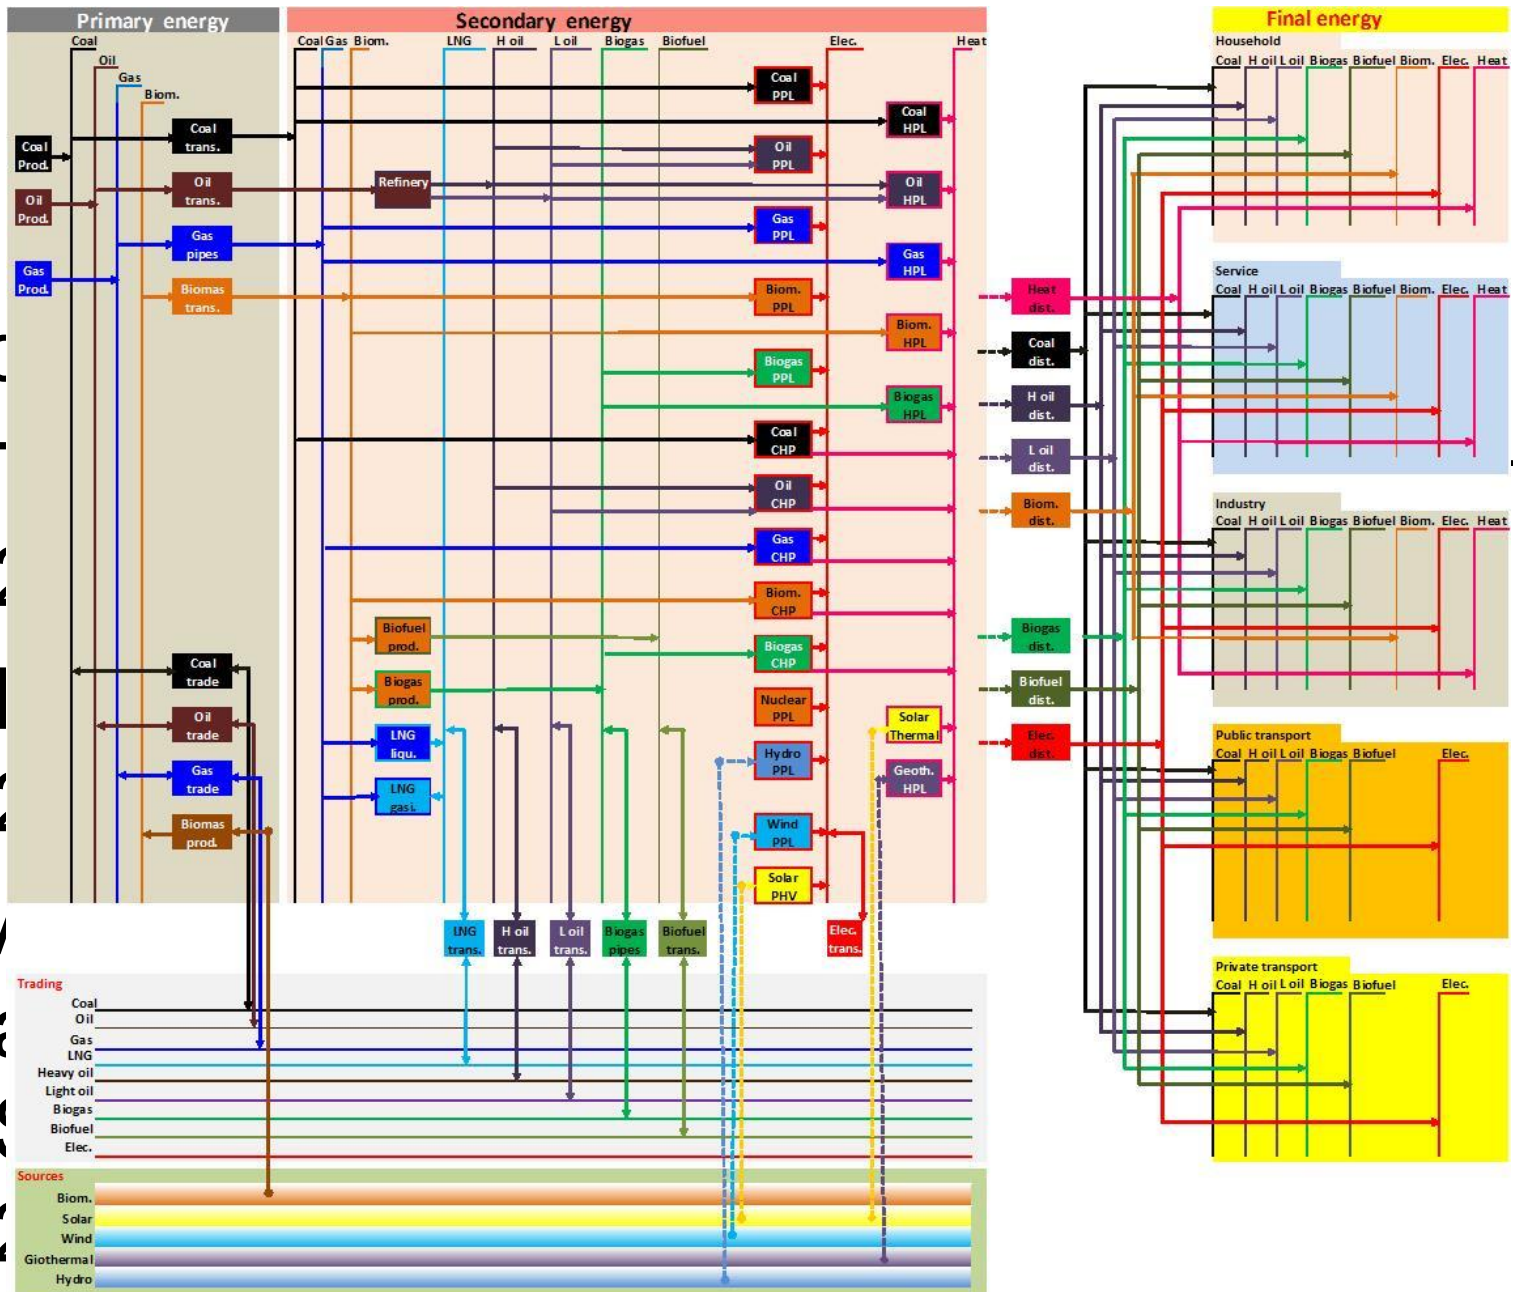 Primary energy
Secondary energy
Final energy
Coal
Oil
Gas
Biom.
Coal Gas Biom. LNG H oil L oil Biogas Biofuel Elec. Heat
Coal
Prod.
Oil
Prod.
Gas
Prod.
Coal
trans.
Oil
trans.
Gas
pipes
Biomas
trans.
Coal
trade
Oil
trade
Gas
trade
Biomas
prod.
Refinery
Biofuel
prod.
Biogas
prod.
LNG
liqu.
LNG
gasi.
Coal
PPL
Coal
HPL
Oil
PPL
Oil
HPL
Gas
PPL
Gas
HPL
Biom.
PPL
Biom.
HPL
Biogas
PPL
Biogas
HPL
Coal
CHP
Oil
CHP
Gas
CHP
Biom.
CHP
Biogas
CHP
Nuclear
PPL
Solar
Thermal
Hydro
PPL
Geoth.
HPL
Wind
PPL
Solar
PHV
LNG
trans.
H oil
trans.
L oil
trans.
Biogas
pipes
Biofuel
trans.
Elec.
trans.
Heat
dist.
Coal
dist.
H oil
dist.
L oil
dist.
Biom.
dist.
Biogas
dist.
Biofuel
dist.
Elec.
dist.
Household
Coal H oil L oil Biogas Biofuel Biom. Elec. Heat
Service
Coal H oil L oil Biogas Biofuel Biom. Elec. Heat
Industry
Coal H oil L oil Biogas Biofuel Biom. Elec. Heat
Public transport
Coal H oil L oil Biogas Biofuel Elec.
Private transport
Coal H oil L oil Biogas Biofuel Elec.
Trading
Coal
Oil
Gas
LNG
Heavy oil
Light oil
Biogas
Biofuel
Elec.
Sources
Biom.
Solar
Wind
Giothermal
Hydro